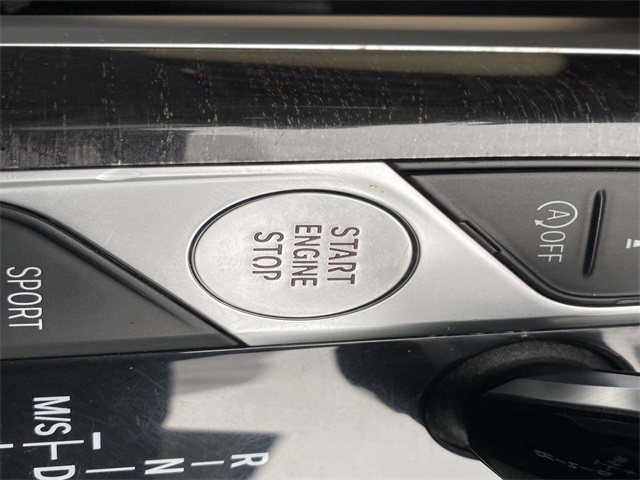 START
ENGINE
STOP
A OFF
SPORT
R
N
D
M/S